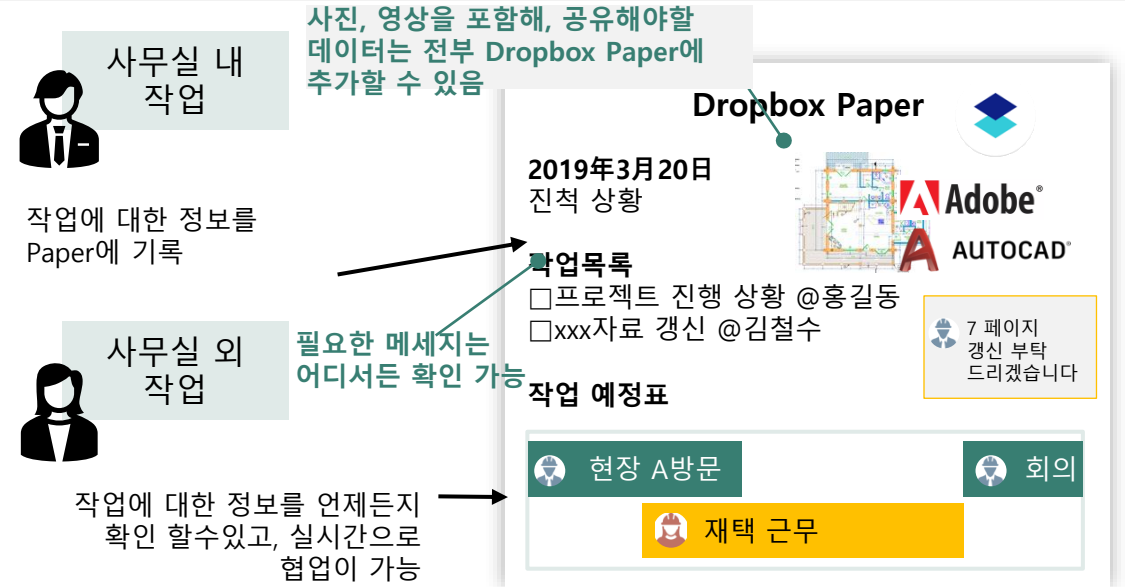 사진, 영상을 포함해, 공유해야할
데이터는 전부 Dropbox Paper에
추가할 수 있음
사무실 내
작업
작업에 대한 정보를
Paper에 기록
사무실 외
작업
필요한 메세지는
어디서든 확인 가능
작업에 대한 정보를 언제든지
확인 할수있고, 실시간으로
협업이 가능
Dropbox Paper
2019年3月20日
진척 상황
Adobe®
AUTOCAD®
작업목록
□프로젝트 진행 상황 @홍길동
□xxx자료 갱신 @김철수
7 페이지
갱신 부탁
드리겠습니다
작업 예정표
현장 A방문
회의
재택 근무